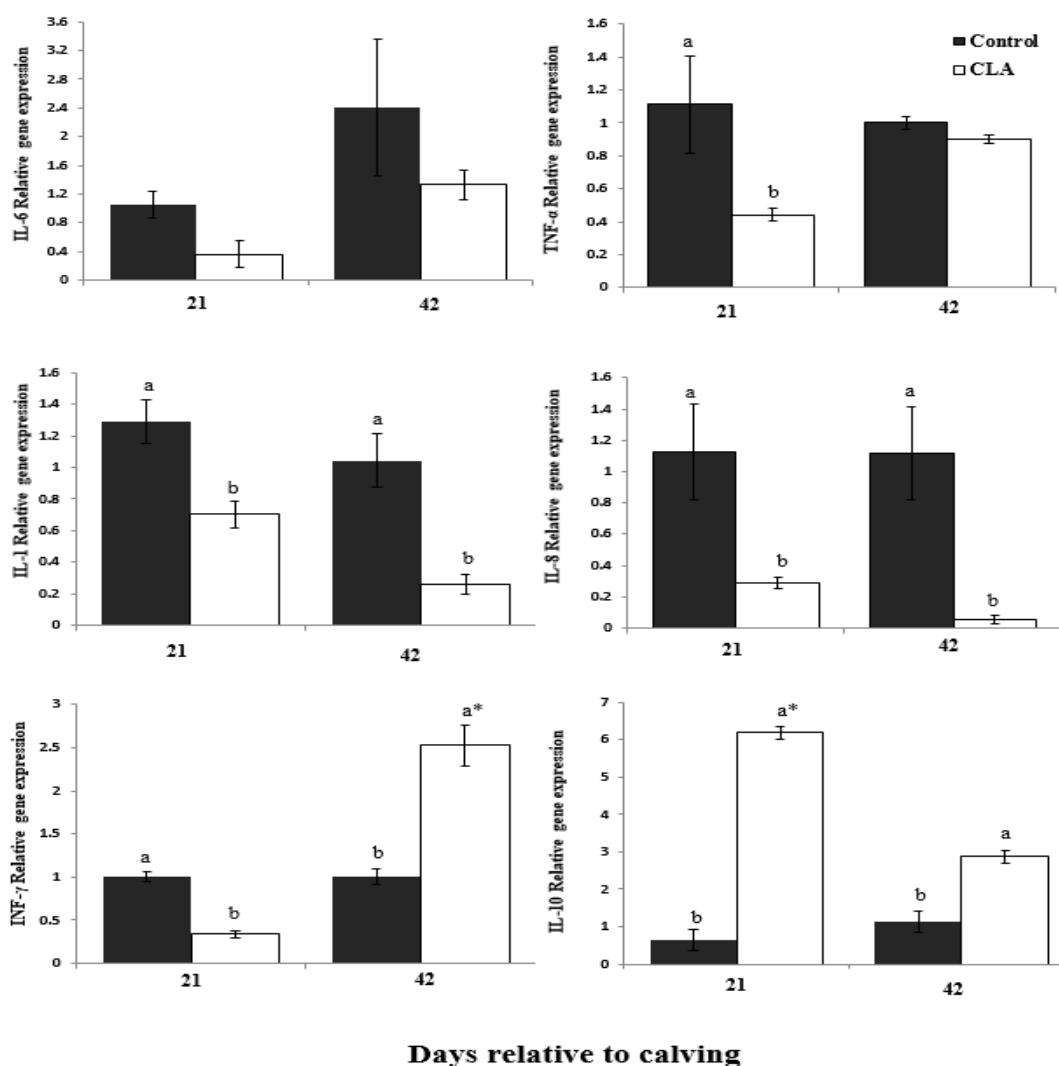 IL-6 Relative gene expression
3.6
3.2
2.8
2.4
2
1.6
1.2
0.8
0.4
0
21
42
TNF-α Relative gene expression
1.6
1.4
1.2
1
0.8
0.6
0.4
0.2
0
a
b
21
42
Control
CLA
IL-1 Relative gene expression
1.6
1.4
1.2
1
0.8
0.6
0.4
0.2
0
a
b
a
b
21
42
IL-8 Relative gene expression
1.6
1.4
1.2
1
0.8
0.6
0.4
0.2
0
a
b
a
b
21
42
INF-γ Relative gene expression
3
2.5
2
1.5
1
0.5
0
a
b
b
a*
21
42
IL-10 Relative gene expression
7
6
5
4
3
2
1
0
b
a*
b
a
21
42
Days relative to calving